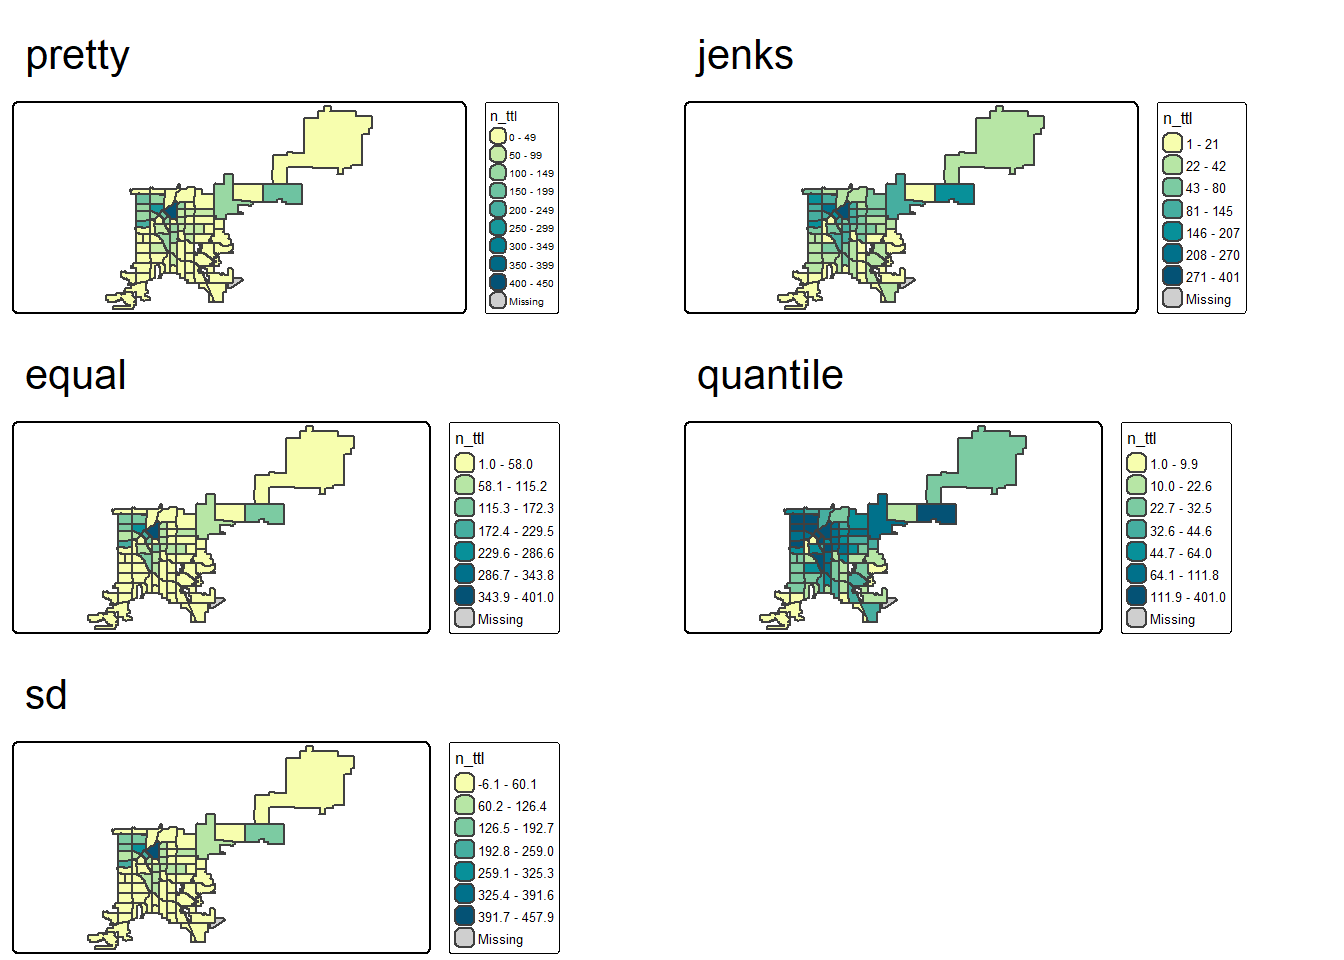 pretty
n_ttl
0 - 49
50 - 99
100 - 149
150 - 199
200 - 249
250 - 299
300 - 349
350 - 399
400 - 450
Missing
jenks
n_ttl
1 - 21
22 - 42
43 - 80
81 - 145
146 - 207
208 - 270
271 - 401
Missing
equal
n_ttl
1.0 - 58.0
58.1 - 115.2
115.3 - 172.3
172.4 - 229.5
229.6 - 286.6
286.7 - 343.8
343.9 - 401.0
Missing
quantile
n_ttl
1.0 - 9.9
10.0 - 22.6
22.7 - 32.5
32.6 - 44.6
44.7 - 64.0
64.1 - 111.8
111.9 - 401.0
Missing
sd
n_ttl
-6.1 - 60.1
60.2 - 126.4
126.5 - 192.7
192.8 - 259.0
259.1 - 325.3
325.4 - 391.6
391.7 - 457.9
Missing